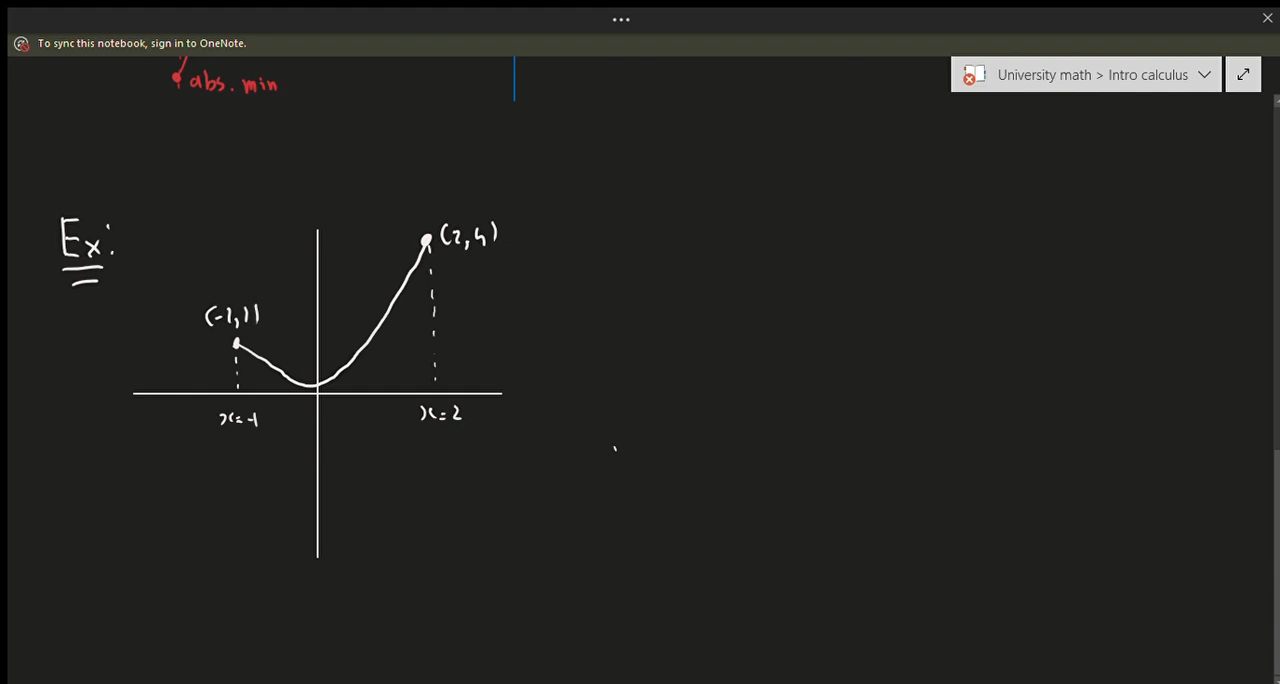 To sync this notebook, sign in to OneNote.
University math > Intro calculus
abs. min
Ex:
(2, 4)
(-1, 1)
x=-1
x=2